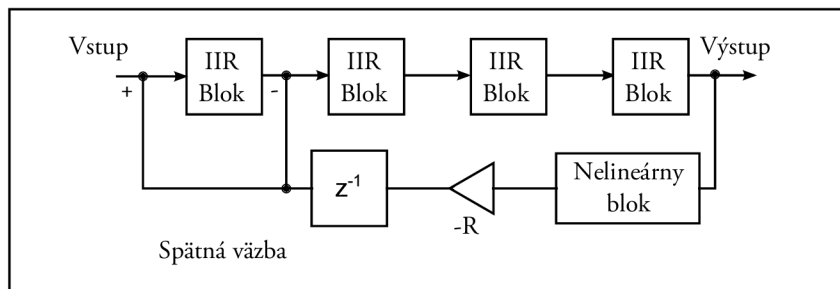 Vstup
+
IIR
Blok
-
IIR
Blok
IIR
Blok
IIR
Blok
Výstup
z-1
-R
Nelineárny
blok
Spätná väzba